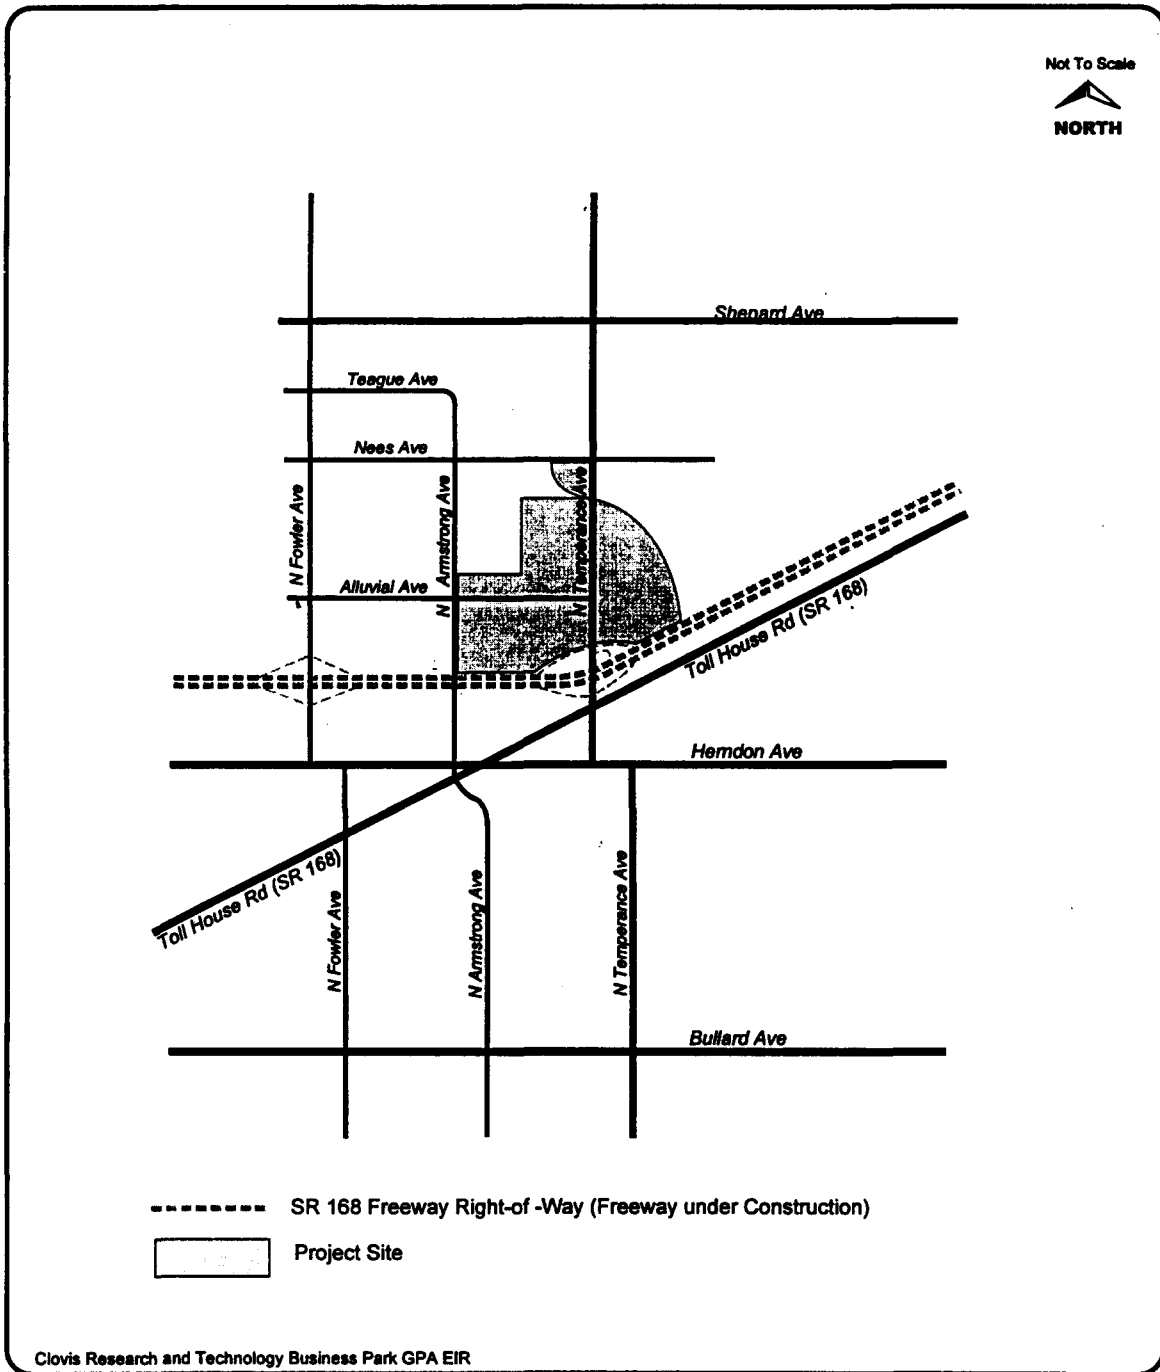 Not To Scale
NORTH
Shepard Ave
Teague Ave
Nees Ave
N Fowler Ave
N Armstrong Ave
N Temperance Ave
Alluvial Ave
Toll House Rd (SR 168)
Herndon Ave
Toll House Rd (SR 168)
N Fowler Ave
N Armstrong Ave
N Temperance Ave
Bullard Ave
SR 168 Freeway Right-of -Way (Freeway under Construction)
Project Site
Clovis Research and Technology Business Park GPA EIR